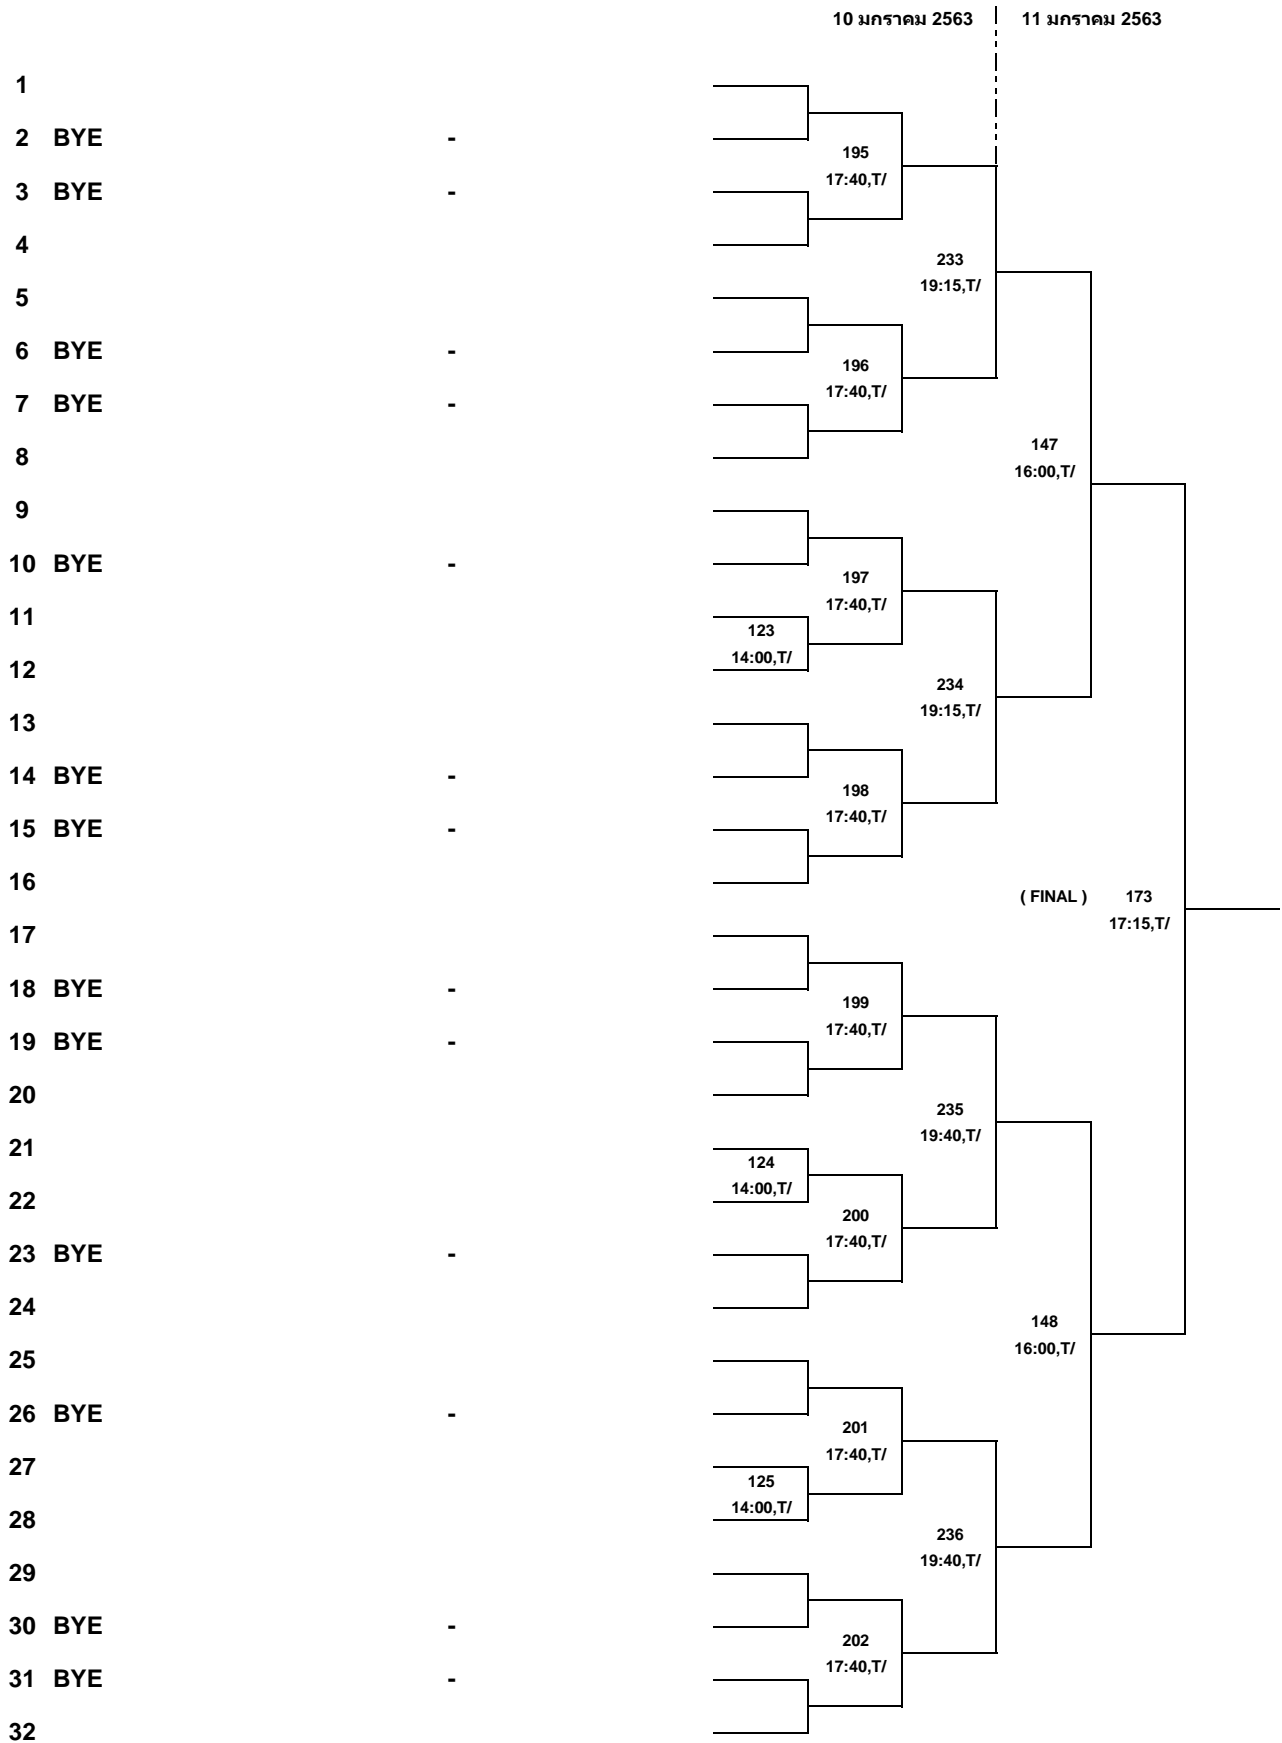 10 มกราคม 2563 11 มกราคม 2563
1
2 BYE -
195
17:40,T/
3 BYE -
4
233
19:15,T/
5
6 BYE -
196
17:40,T/
7 BYE -
8
147
16:00,T/
9
10 BYE -
197
17:40,T/
11
123
14:00,T/
12
234
19:15,T/
13
14 BYE -
198
17:40,T/
15 BYE -
16
( FINAL ) 173
17:15,T/
17
18 BYE -
199
17:40,T/
19 BYE -
20
235
19:40,T/
21
124
14:00,T/
22
200
17:40,T/
23 BYE -
24
148
16:00,T/
25
26 BYE -
201
17:40,T/
27
125
14:00,T/
28
236
19:40,T/
29
30 BYE -
202
17:40,T/
31 BYE -
32